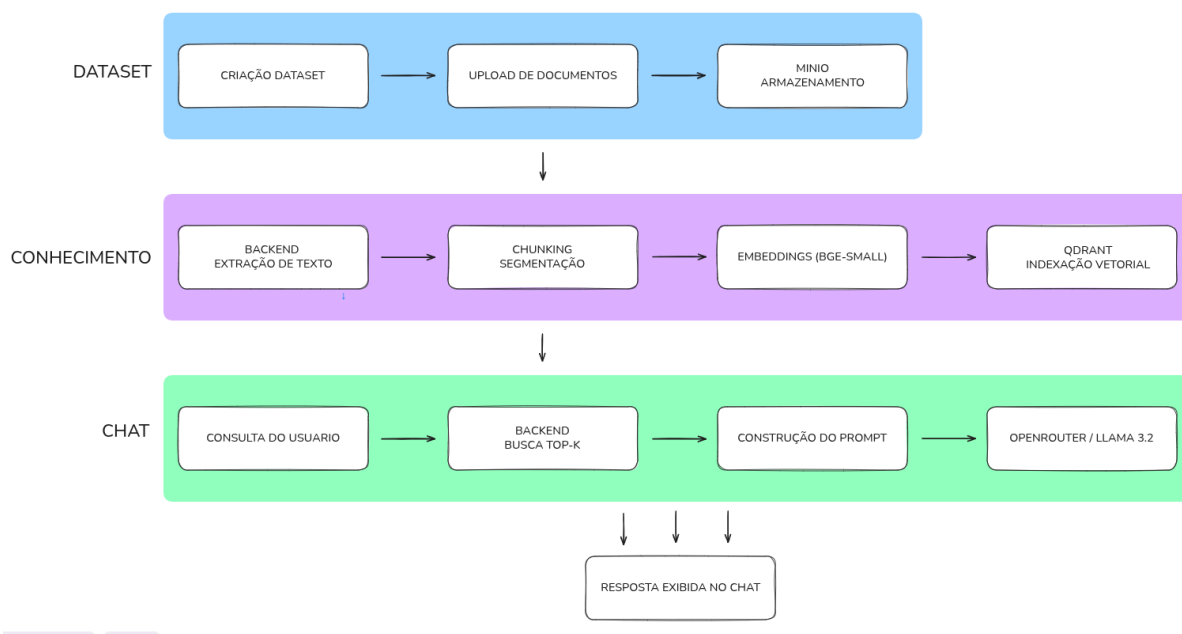 DATASET
CRIAÇÃO DATASET
UPLOAD DE DOCUMENTOS
MINIO
ARMAZENAMENTO
CONHECIMENTO
BACKEND
EXTRAÇÃO DE TEXTO
CHUNKING
SEGMENTAÇÃO
EMBEDDINGS (BGE-SMALL)
QDRANT
INDEXAÇÃO VETORIAL
CHAT
CONSULTA DO USUARIO
BACKEND
BUSCA TOP-K
CONSTRUÇÃO DO PROMPT
OPENROUTER / LLAMA 3.2
RESPOSTA EXIBIDA NO CHAT